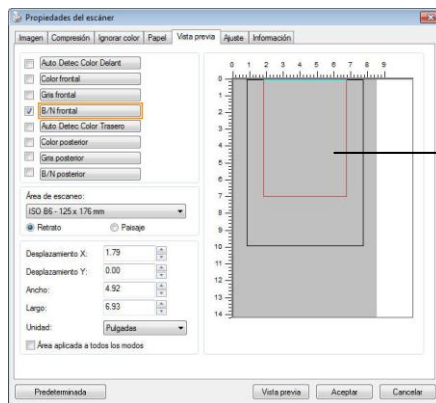 Propiedades del escáner
Imagen Compresión Ignorar color Papel Vista previa Ajuste Información
Auto Detec Color Delant
Color frontal
Gris frontal
B/N frontal
Auto Detec Color Trasero
Color posterior
Gris posterior
B/N posterior
Área de escaneo:
ISO B6 - 125 x 176 mm
Retrato Paisaje
Desplazamiento X: 1.79
Desplazamiento Y: 0.00
Ancho: 4.92
Largo: 6.93
Unidad: Pulgadas
Área aplicada a todos los modos
0 1 2 3 4 5 6 7 8 9
0
1
2
3
4
5
6
7
8
9
10
11
12
13
14
Predeterminada Vista previa Aceptar Cancelar